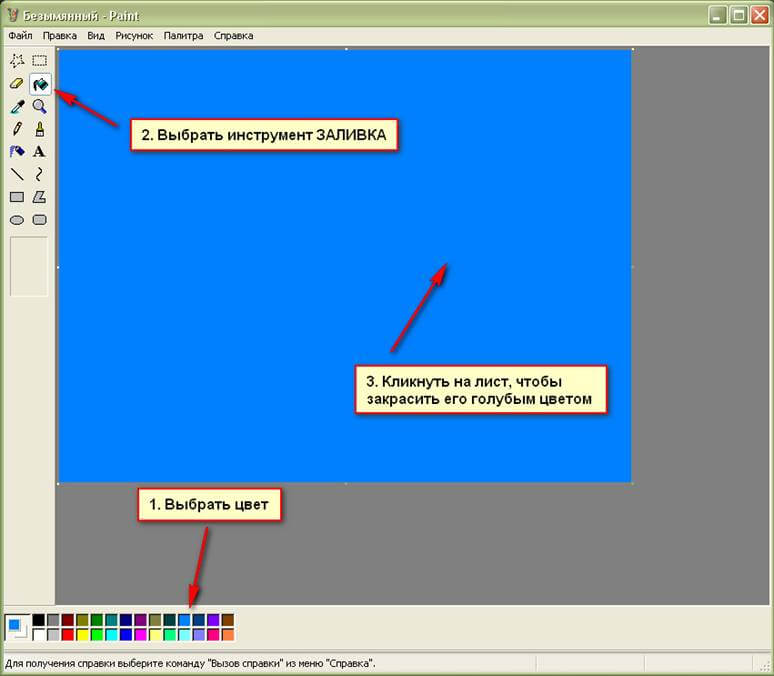 Безымянный - Paint
Файл Правка Вид Рисунок Палитра Справка
A
2. Выбрать инструмент ЗАЛИВКА
3. Кликнуть на лист, чтобы
закрасить его голубым цветом
1. Выбрать цвет
Для получения справки выберите команду "Вызов справки" из меню "Справка".